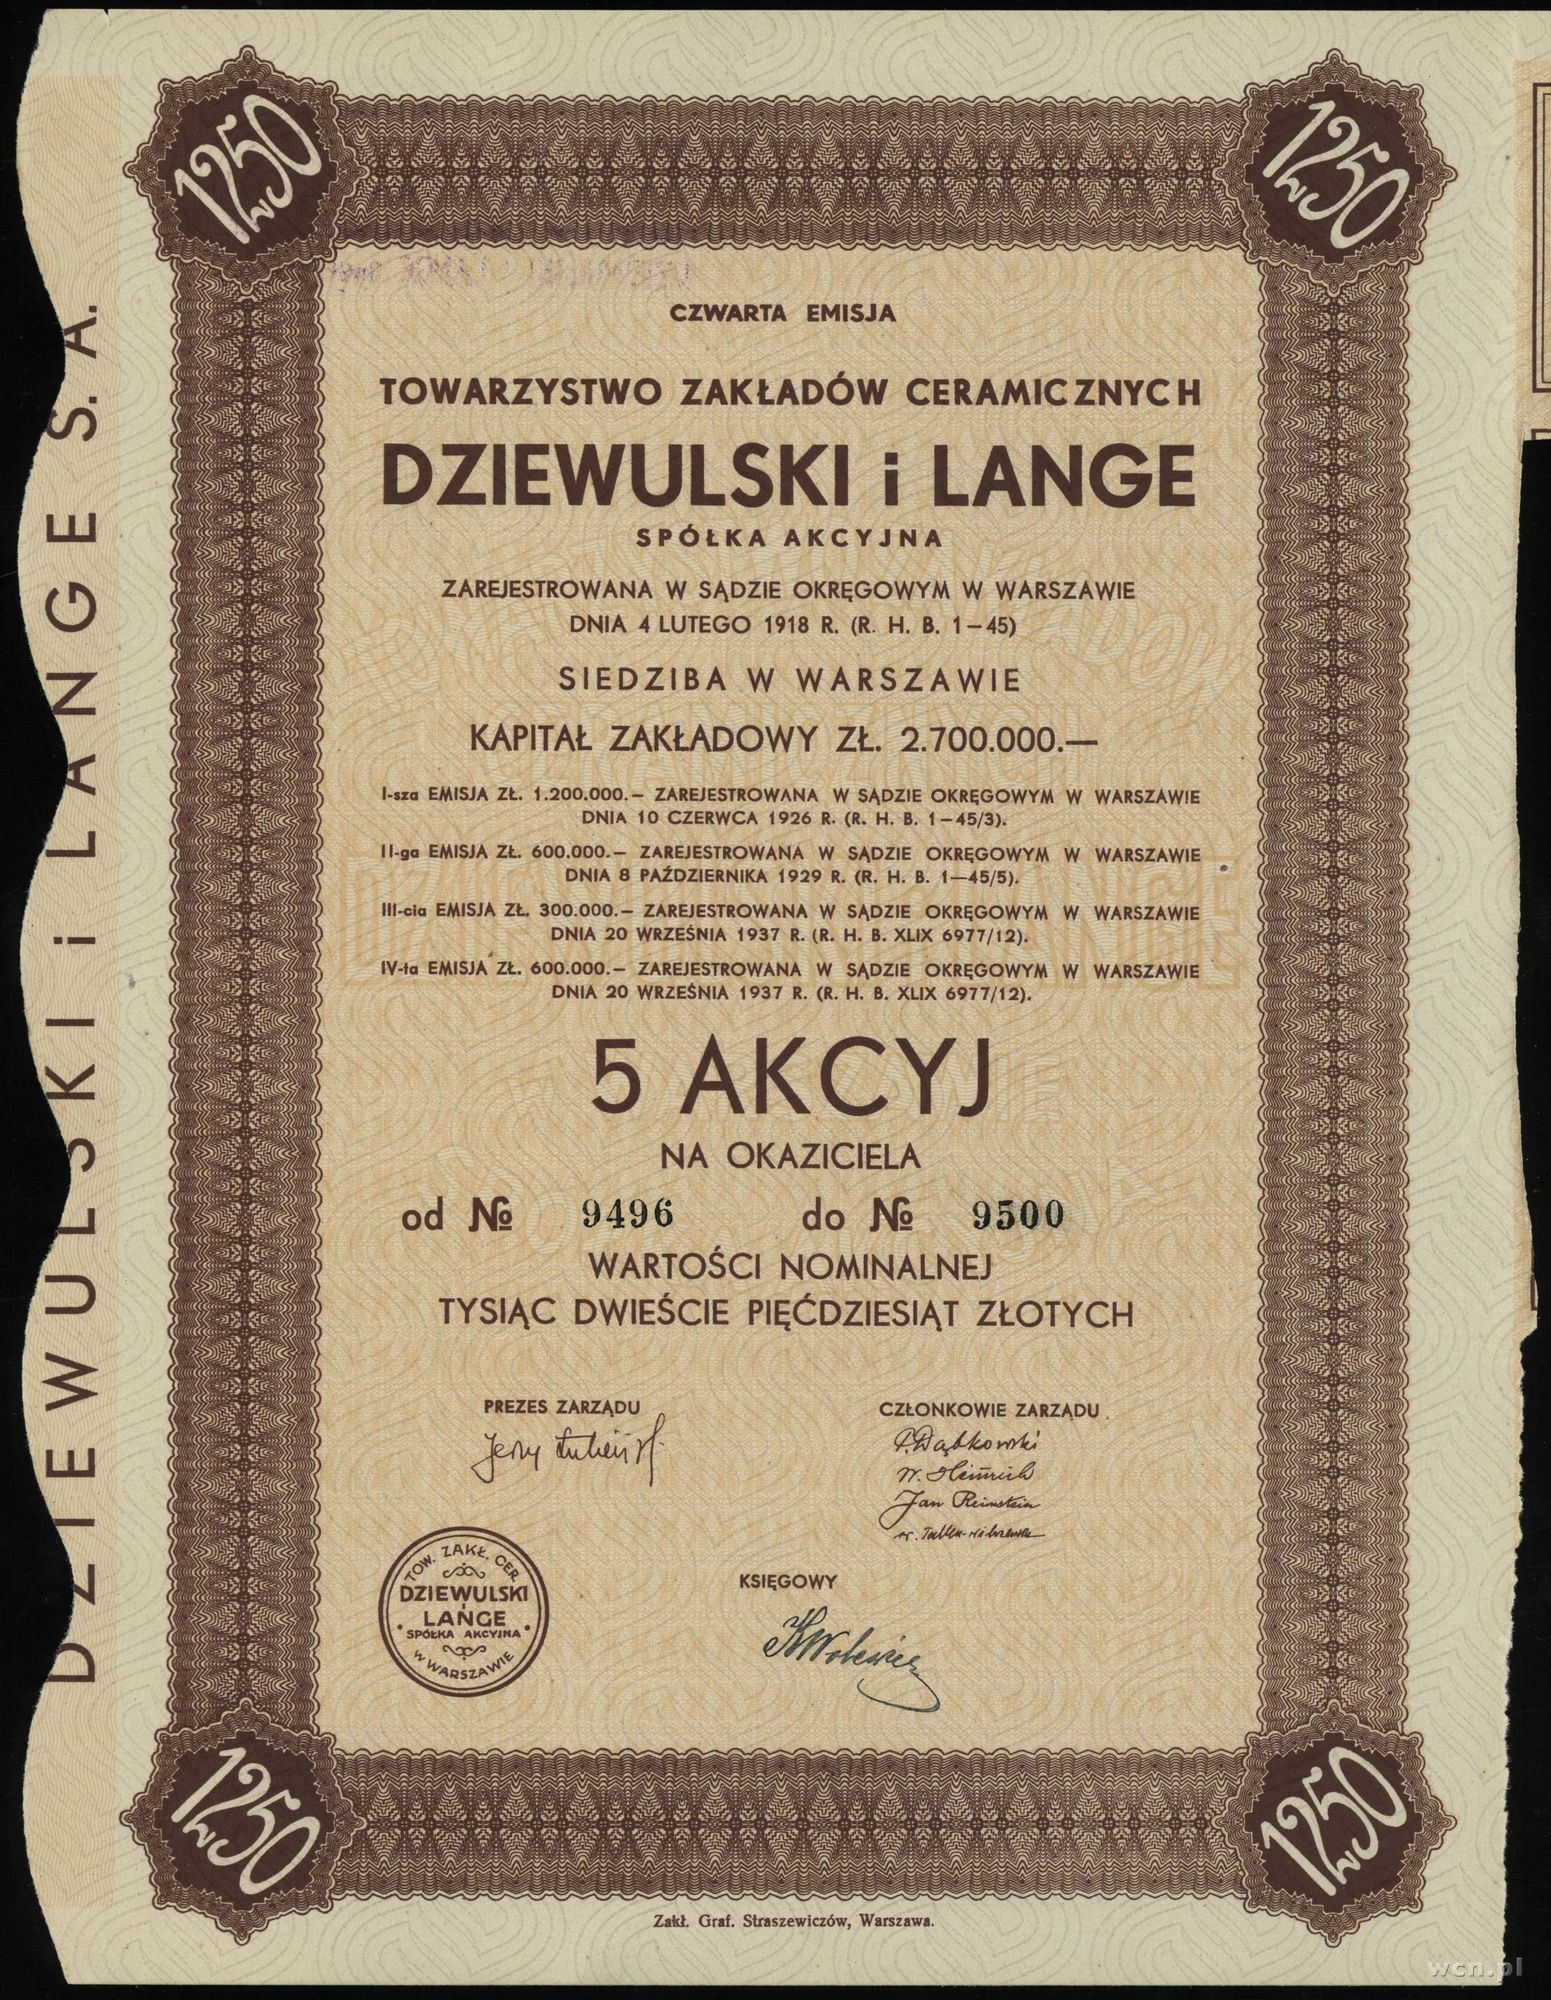 1250
1250
CZWARTA EMISJA
TOWARZYSTWO ZAKŁADÓW CERAMICZNYCH
DZIEWULSKI i LANGE
SPÓŁKA AKCYJNA
ZAREJESTROWANA W SĄDZIE OKRĘGOWYM W WARSZAWIE
DNIA 4 LUTEGO 1918 R. (R. H. B. 1–45)
SIEDZIBA W WARSZAWIE
KAPITAŁ ZAKŁADOWY ZŁ. 2.700.000.—
I-sza EMISJA ZŁ. 1.200.000.– ZAREJESTROWANA W SĄDZIE OKRĘGOWYM W WARSZAWIE
DNIA 10 CZERWCA 1926 R. (R. H. B. 1–45/3).
II-ga EMISJA ZŁ. 600.000.– ZAREJESTROWANA W SĄDZIE OKRĘGOWYM W WARSZAWIE
DNIA 8 PAŹDZIERNIKA 1929 R. (R. H. B. 1—45/5).
III-cia EMISJA ZŁ. 300.000.– ZAREJESTROWANA W SĄDZIE OKRĘGOWYM W WARSZAWIE
DNIA 20 WRZEŚNIA 1937 R. (R. H. B. XLIX 6977/12).
IV-ta EMISJA ZŁ. 600.000.– ZAREJESTROWANA W SĄDZIE OKRĘGOWYM W WARSZAWIE
DNIA 20 WRZEŚNIA 1937 R. (R. H. B. XLIX 6977/12).
5 AKCYJ
NA OKAZICIELA
od № 9496 do № 9500
WARTOŚCI NOMINALNEJ
TYSIĄC DWIEŚCIE PIĘĆDZIESIĄT ZŁOTYCH
PREZES ZARZĄDU
Jerzy
CZŁONKOWIE ZARZĄDU
P. Dąbkowski
W. Heinrich
Jan Reinstein
KSIĘGOWY
TOW. ZAKŁ. CER.
DZIEWULSKI
i
LANGE
SPÓŁKA AKCYJNA
W WARSZAWIE
1250
1250
Zakł. Graf. Straszewiczów, Warszawa.
DZIEWULSKI i LANGE S. A.
wcn.pl